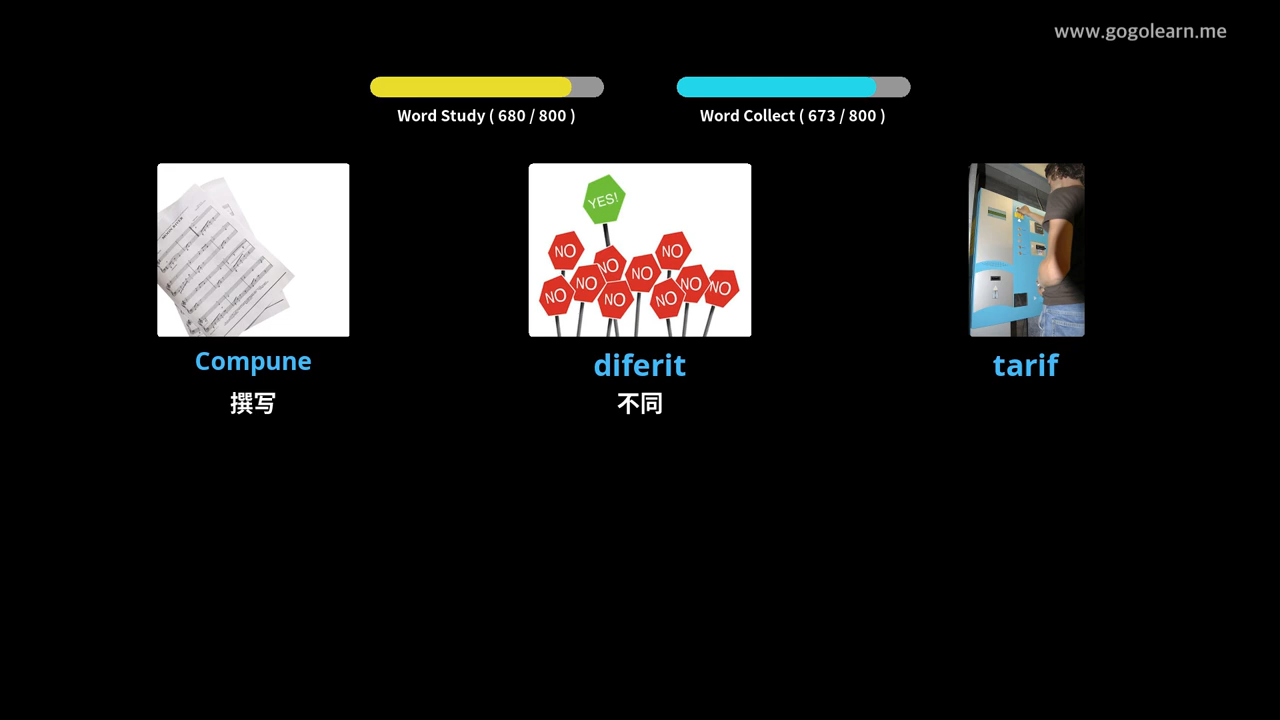 www.gogolearn.me
Word Study ( 680 / 800 )
Word Collect ( 673 / 800 )
YES!
NO
NO
NO
NO
NO
NO
NO
NO
NO
NO
Compune
diferit
tarif
撰写
不同